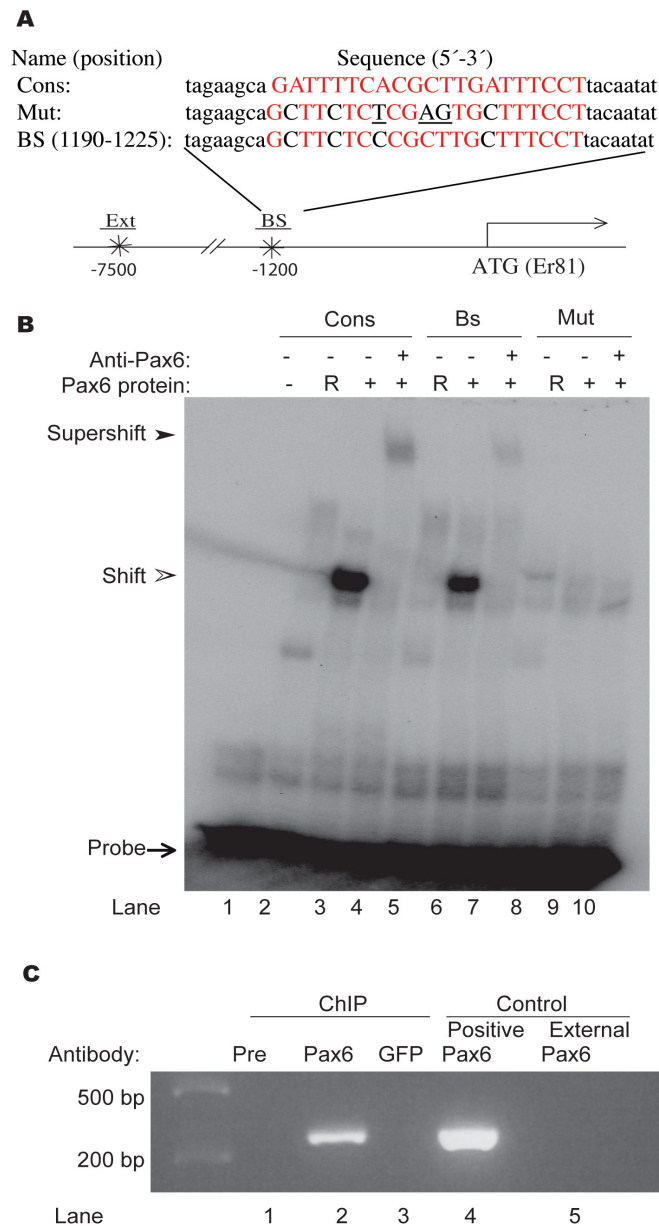 A
Name (position) Sequence (5´-3´)
Cons: tagaagca GATTTTCACGCTTGATTTCCTtacaatat
Mut: tagaagcaGCTTCTCTCGAGTGCTTTCCTtacaatat
BS (1190-1225): tagaagcaGCTTCTCCCGCTTGCTTTCCTtacaatat
Ext BS
-7500 -1200 ATG (Er81)
B
Cons Bs Mut
Anti-Pax6: - - - + - - + - - +
Pax6 protein: - R + + R + + R + +
Supershift
Shift
Probe
Lane 1 2 3 4 5 6 7 8 9 10
C
ChIP Control
Positive External
Antibody: Pre Pax6 GFP Pax6 Pax6
500 bp
200 bp
Lane 1 2 3 4 5